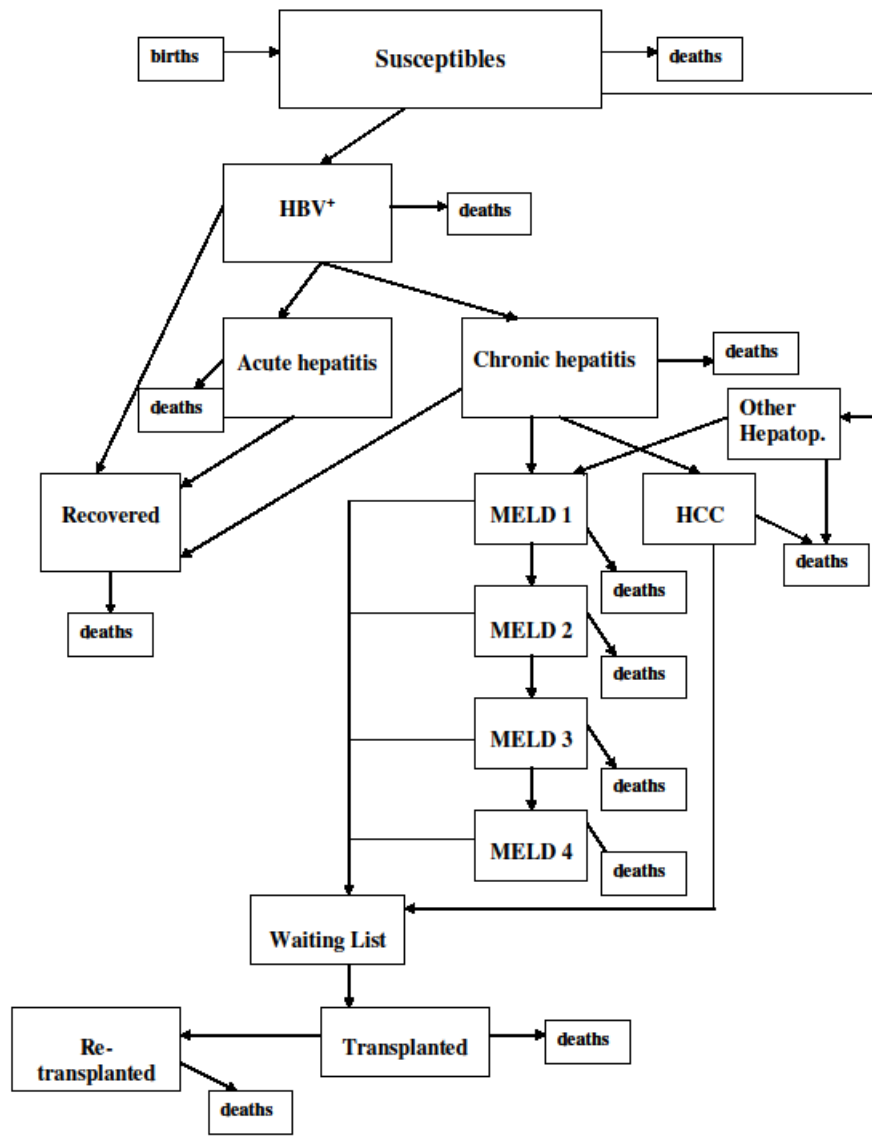 births
Susceptibles
deaths
HBV⁺
deaths
Acute hepatitis
Chronic hepatitis
deaths
deaths
Other
Hepatop.
Recovered
MELD 1
HCC
deaths
deaths
deaths
MELD 2
deaths
MELD 3
deaths
MELD 4
deaths
Waiting List
Re-
transplanted
Transplanted
deaths
deaths